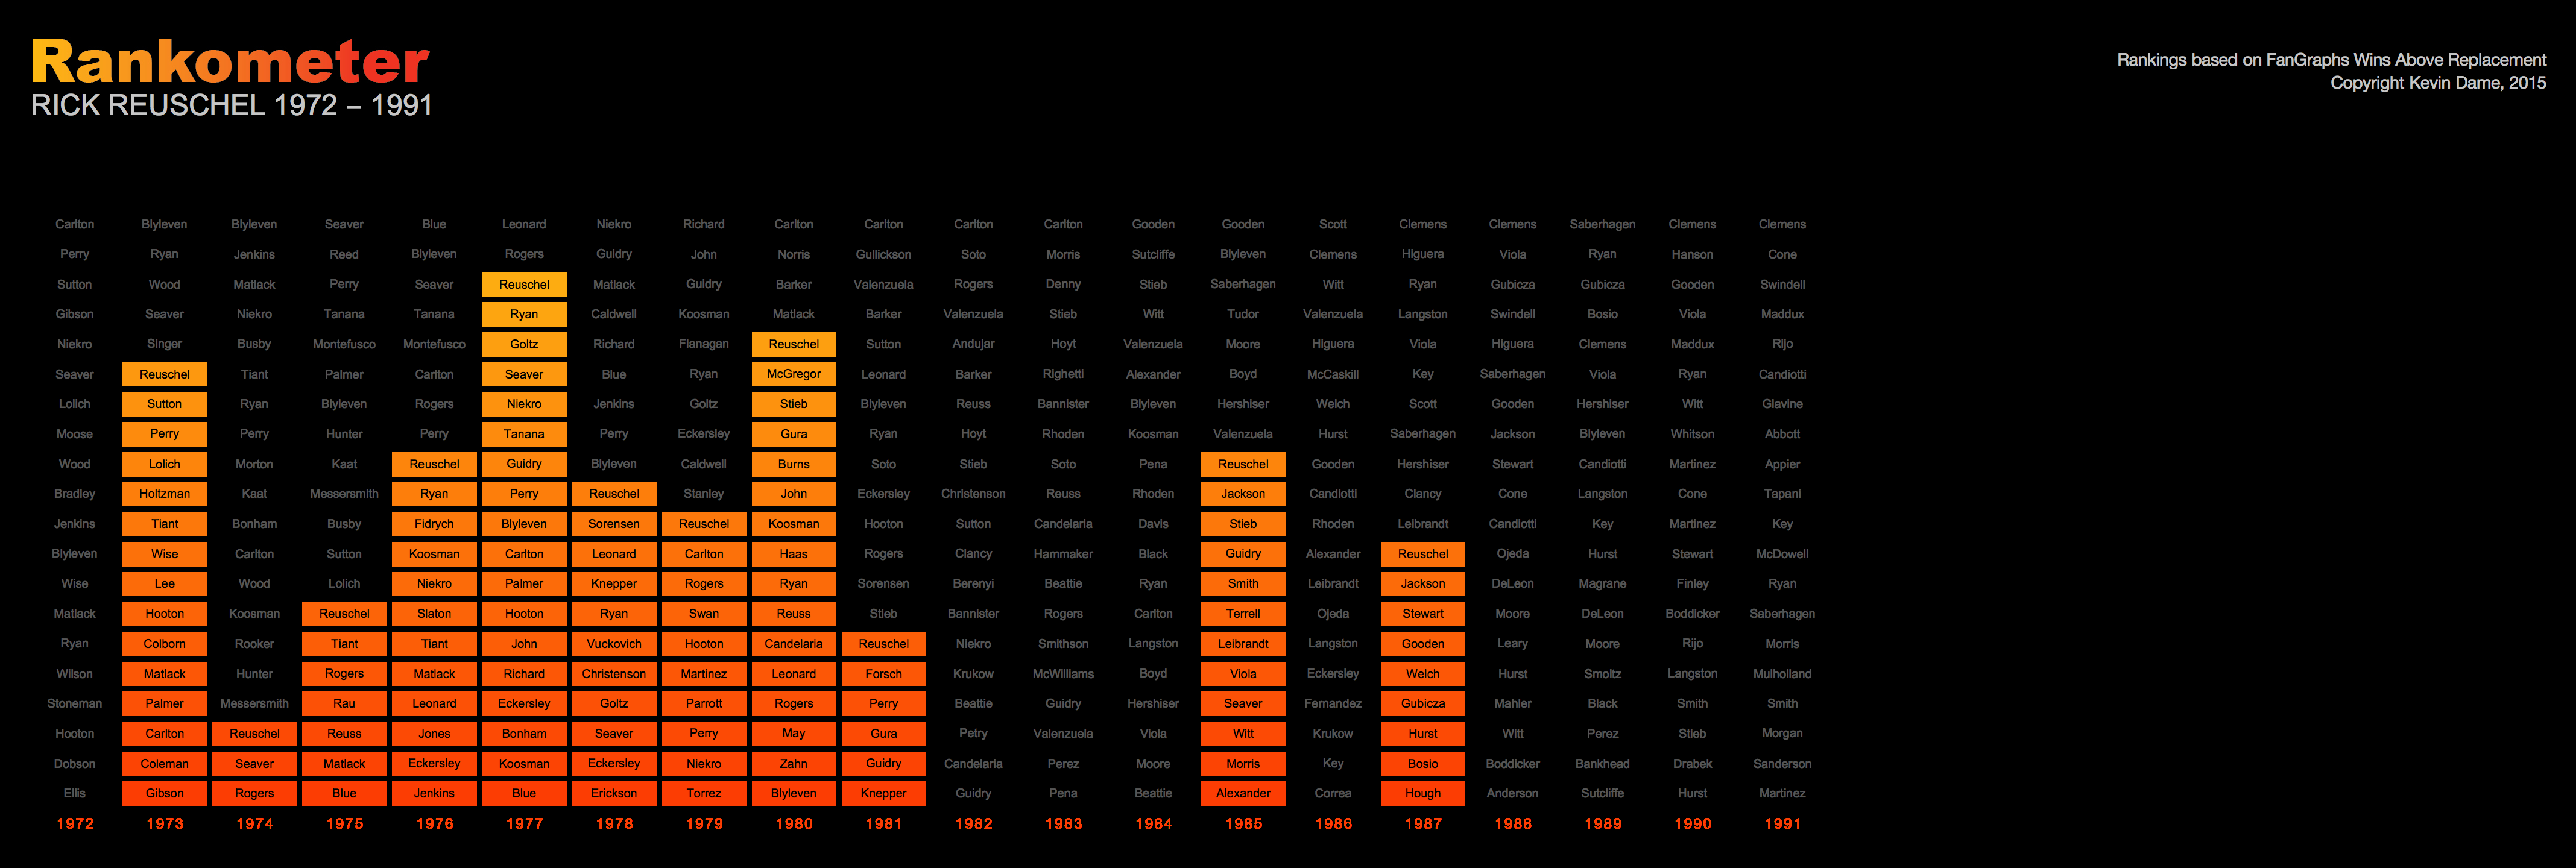 Rankometer
RICK REUSCHEL 1972 – 1991
Rankings based on FanGraphs Wins Above Replacement
Copyright Kevin Dame, 2015
Carlton Blyleven Blyleven Seaver Blue Leonard Niekro Richard Carlton Carlton Carlton Carlton Gooden Gooden Scott Clemens Clemens Saberhagen Clemens Clemens
Perry Ryan Jenkins Reed Blyleven Rogers Guidry John Norris Gullickson Soto Morris Sutcliffe Blyleven Clemens Higuera Viola Ryan Hanson Cone
Sutton Wood Matlack Perry Seaver Reuschel Matlack Guidry Barker Valenzuela Rogers Denny Stieb Saberhagen Witt Ryan Gubicza Gubicza Gooden Swindell
Gibson Seaver Niekro Tanana Tanana Ryan Caldwell Koosman Matlack Barker Valenzuela Stieb Witt Tudor Valenzuela Langston Swindell Bosio Viola Maddux
Niekro Singer Busby Montefusco Montefusco Goltz Richard Flanagan Reuschel Sutton Andujar Hoyt Valenzuela Moore Higuera Viola Higuera Clemens Maddux Rijo
Seaver Reuschel Tiant Palmer Carlton Seaver Blue Ryan McGregor Leonard Barker Righetti Alexander Boyd McCaskill Key Saberhagen Viola Ryan Candiotti
Lolich Sutton Ryan Blyleven Rogers Niekro Jenkins Goltz Stieb Blyleven Reuss Bannister Blyleven Hershiser Welch Scott Gooden Hershiser Witt Glavine
Moose Perry Perry Hunter Perry Tanana Perry Eckersley Gura Ryan Hoyt Rhoden Koosman Valenzuela Hurst Saberhagen Jackson Blyleven Whitson Abbott
Wood Lolich Morton Kaat Reuschel Guidry Blyleven Caldwell Burns Soto Stieb Soto Pena Reuschel Gooden Hershiser Stewart Candiotti Martinez Appier
Bradley Holtzman Kaat Messersmith Ryan Perry Reuschel Stanley John Eckersley Christenson Reuss Rhoden Jackson Candiotti Clancy Cone Langston Cone Tapani
Jenkins Tiant Bonham Busby Fidrych Blyleven Sorensen Reuschel Koosman Hooton Sutton Candelaria Davis Stieb Rhoden Leibrandt Candiotti Key Martinez Key
Blyleven Wise Carlton Sutton Koosman Carlton Leonard Carlton Haas Rogers Clancy Hammaker Black Guidry Alexander Reuschel Ojeda Hurst Stewart McDowell
Wise Lee Wood Lolich Niekro Palmer Knepper Rogers Ryan Sorensen Berenyi Beattie Ryan Smith Leibrandt Jackson DeLeon Magrane Finley Ryan
Matlack Hooton Koosman Reuschel Slaton Hooton Ryan Swan Reuss Stieb Bannister Rogers Carlton Terrell Ojeda Stewart Moore DeLeon Boddicker Saberhagen
Ryan Colborn Rooker Tiant Tiant John Vuckovich Hooton Candelaria Reuschel Niekro Smithson Langston Leibrandt Langston Gooden Leary Moore Rijo Morris
Wilson Matlack Hunter Rogers Matlack Richard Christenson Martinez Leonard Forsch Krukow McWilliams Boyd Viola Eckersley Welch Hurst Smoltz Langston Mulholland
Stoneman Palmer Messersmith Rau Leonard Eckersley Goltz Parrott Rogers Perry Beattie Guidry Hershiser Seaver Fernandez Gubicza Mahler Black Smith Smith
Hooton Carlton Reuschel Reuss Jones Bonham Seaver Perry May Gura Petry Valenzuela Viola Witt Krukow Hurst Witt Perez Stieb Morgan
Dobson Coleman Seaver Matlack Eckersley Koosman Eckersley Niekro Zahn Guidry Candelaria Perez Moore Morris Key Bosio Boddicker Bankhead Drabek Sanderson
Ellis Gibson Rogers Blue Jenkins Blue Erickson Torrez Blyleven Knepper Guidry Pena Beattie Alexander Correa Hough Anderson Sutcliffe Hurst Martinez
1972 1973 1974 1975 1976 1977 1978 1979 1980 1981 1982 1983 1984 1985 1986 1987 1988 1989 1990 1991